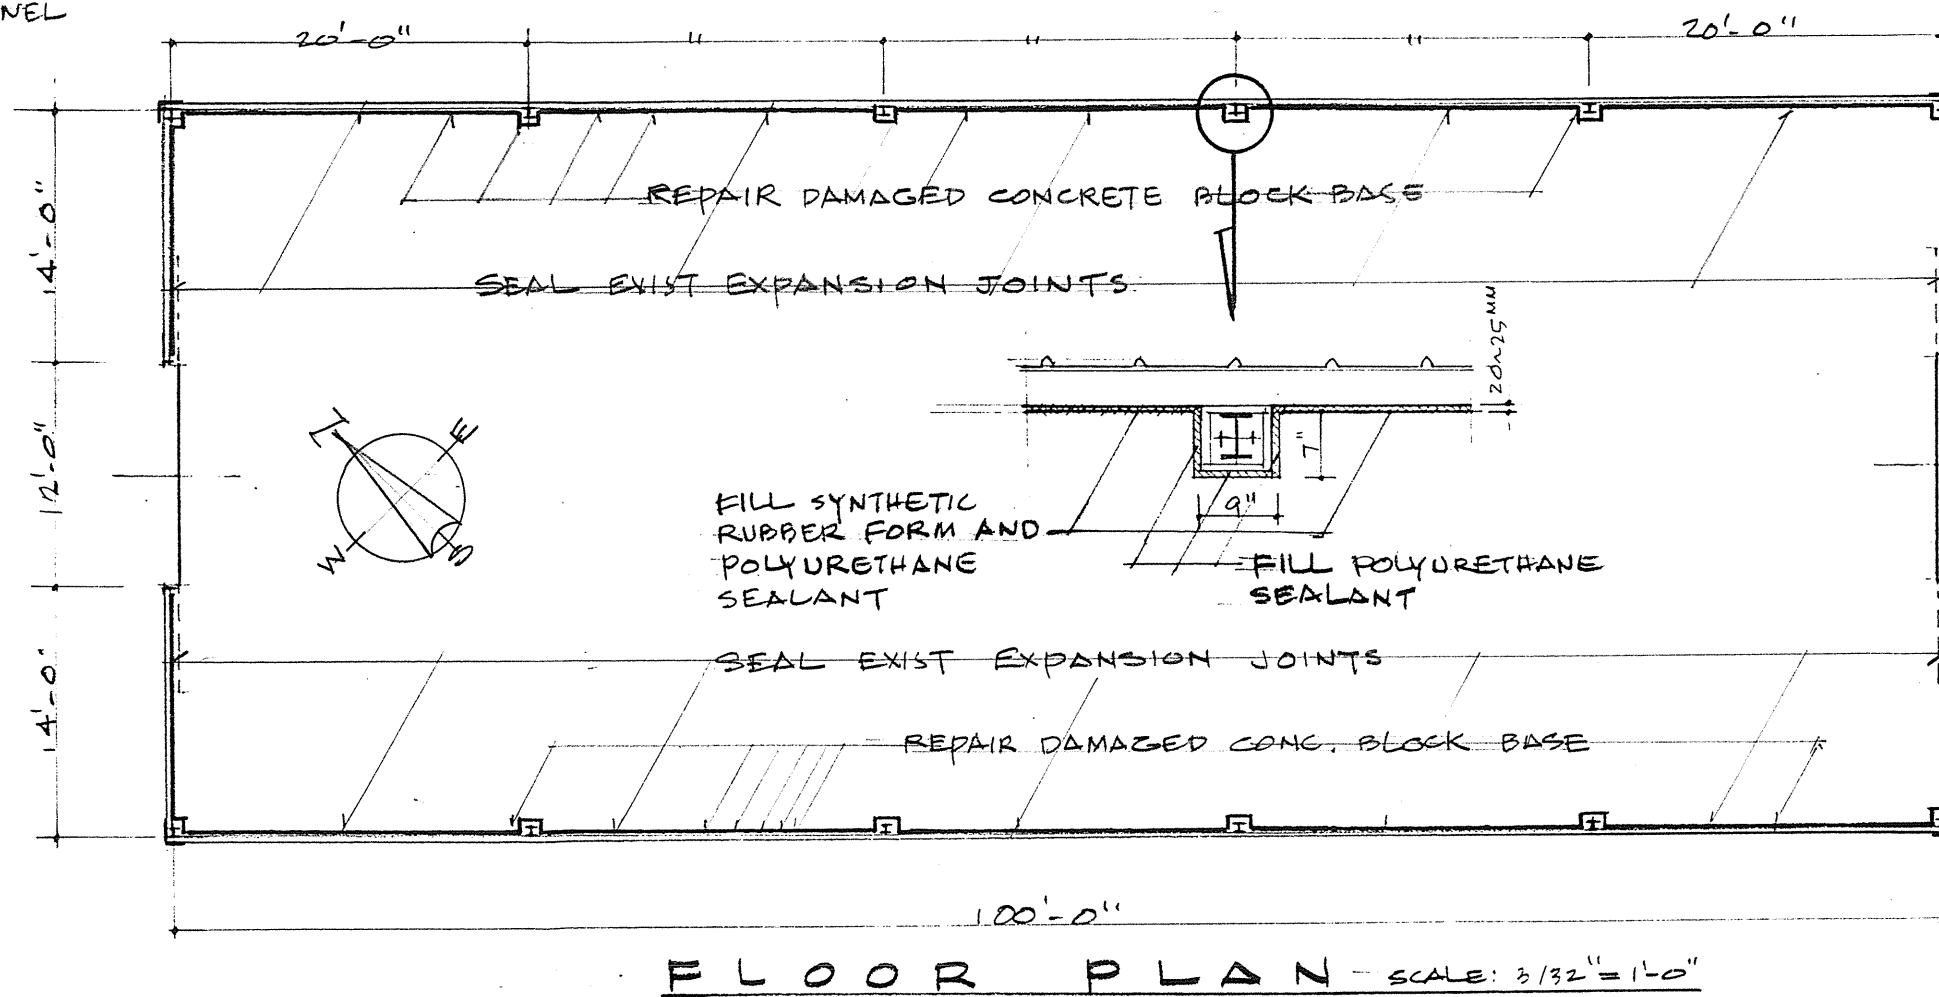 NEL
20'-0" " " " 20'-0"
REPAIR DAMAGED CONCRETE BLOCK BASE
14'-0"
SEAL EXIST EXPANSION JOINTS
20~25MM
12'-0"
N
E
W
S
7"
9"
FILL SYNTHETIC
RUBBER FORM AND
POLYURETHANE
SEALANT
FILL POLYURETHANE
SEALANT
SEAL EXIST EXPANSION JOINTS
14'-0"
REPAIR DAMAGED CONC. BLOCK BASE
100'-0"
FLOOR PLAN SCALE: 3/32"=1'-0"